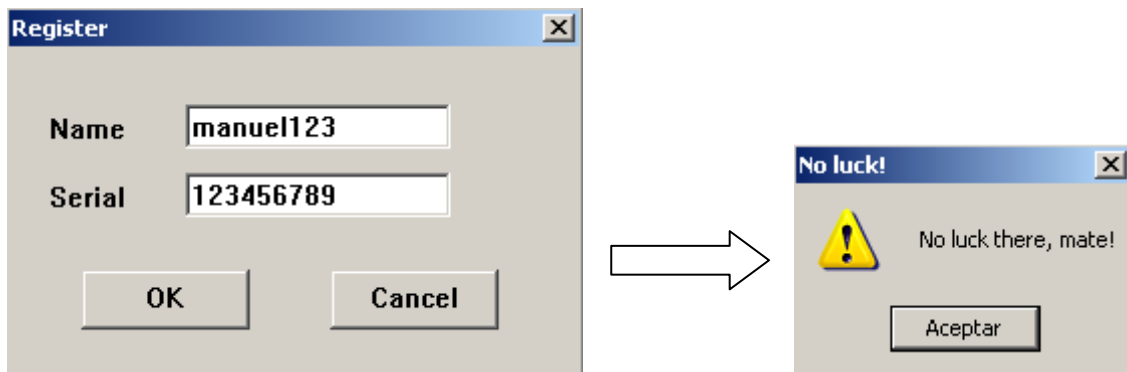 Register
Name manuel123
Serial 123456789
OK Cancel
No luck!
No luck there, mate!
Aceptar